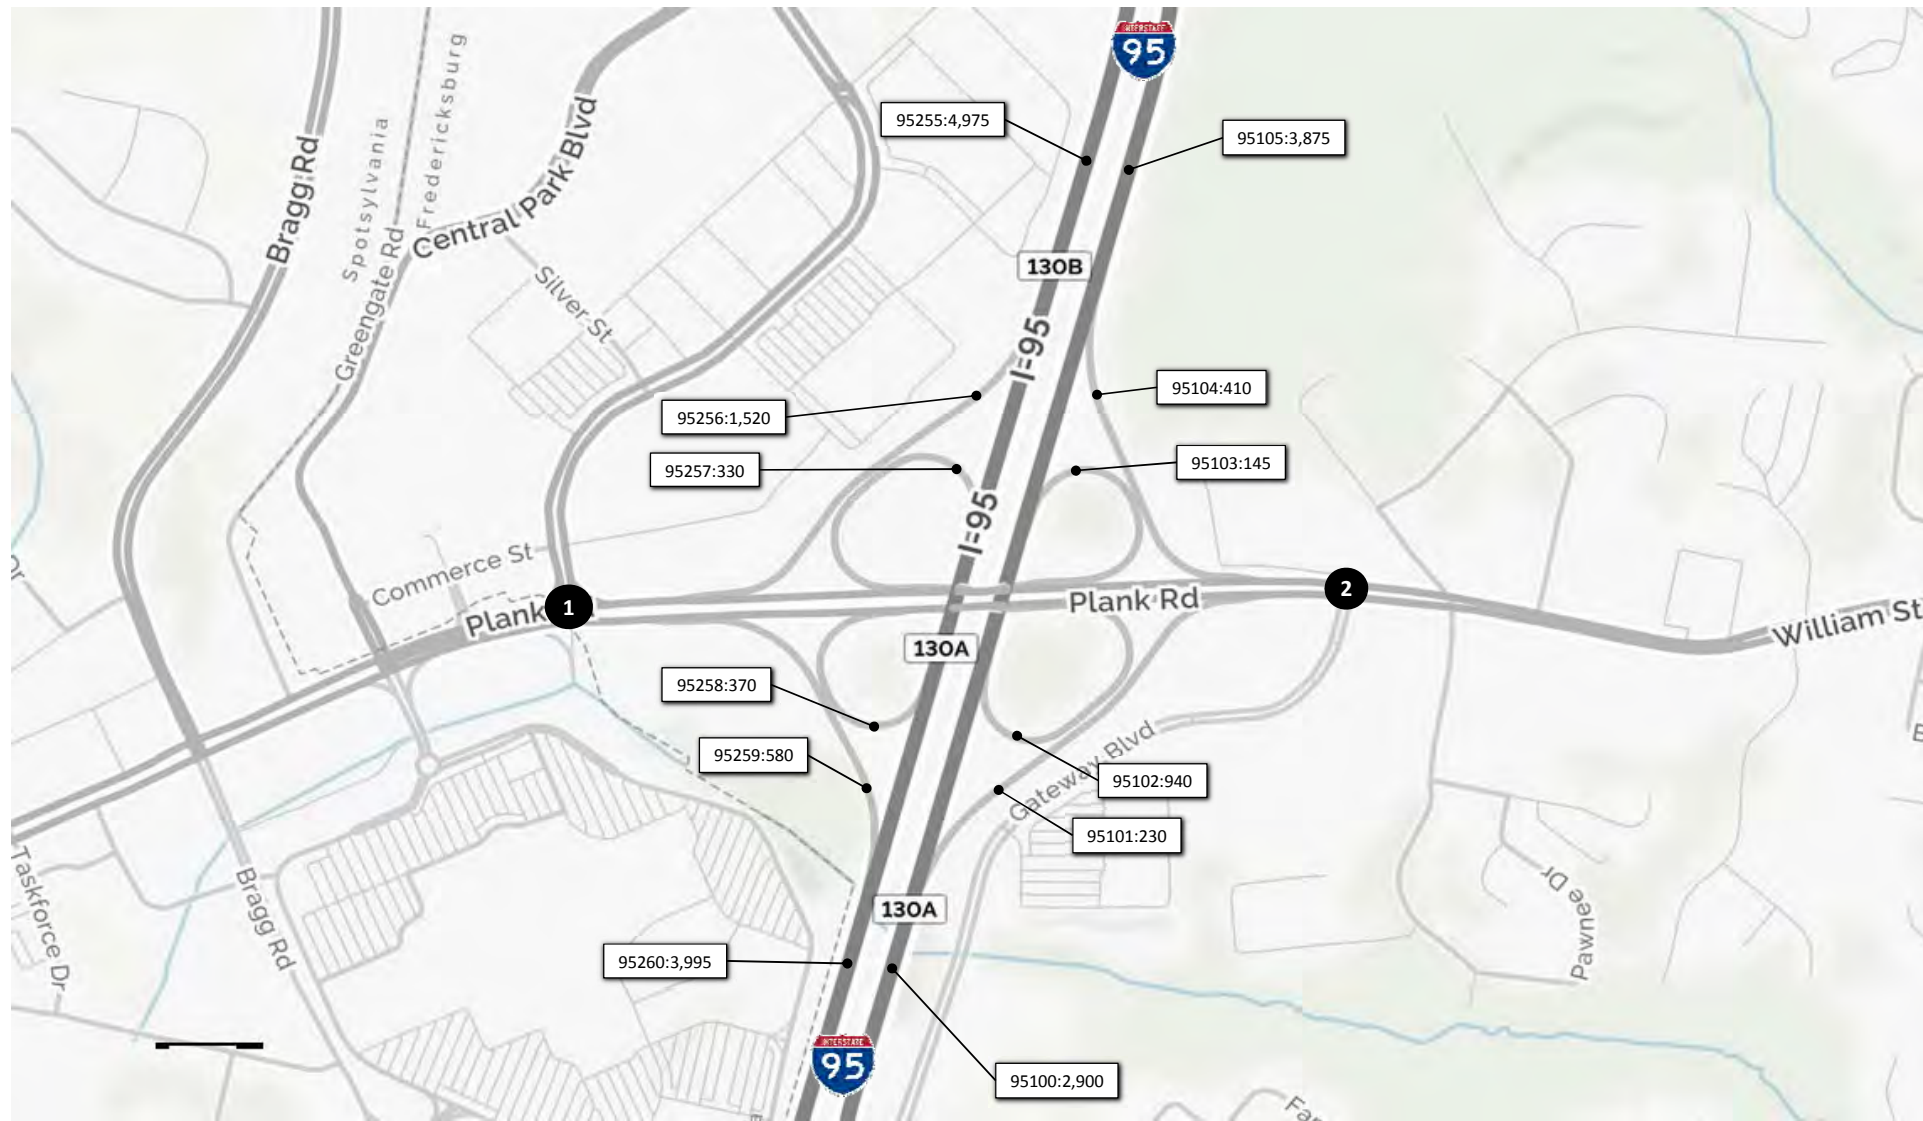 INTERSTATE
95
Spotsylvania
Fredericksburg
Bragg Rd
Central Park Blvd
95255:4,975
95105:3,875
Greengate Rd
130B
Silver St
I-95
95256:1,520
95104:410
95257:330
95103:145
I-95
Commerce St
Dr
Plank
1
Plank Rd
2
William St
130A
95258:370
95259:580
Gateway Blvd
95102:940
95101:230
Taskforce Dr
Bragg Rd
130A
Pawnee Dr
95260:3,995
INTERSTATE
95
95100:2,900